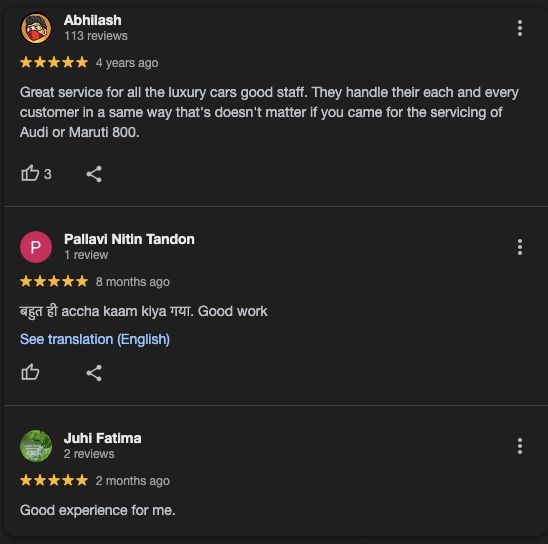 Abhilash
113 reviews
4 years ago
Great service for all the luxury cars good staff. They handle their each and every
customer in a same way that's doesn't matter if you came for the servicing of
Audi or Maruti 800.
3
P
Pallavi Nitin Tandon
1 review
8 months ago
बहुत ही accha kaam kiya गया. Good work
See translation (English)
Juhi Fatima
2 reviews
2 months ago
Good experience for me.